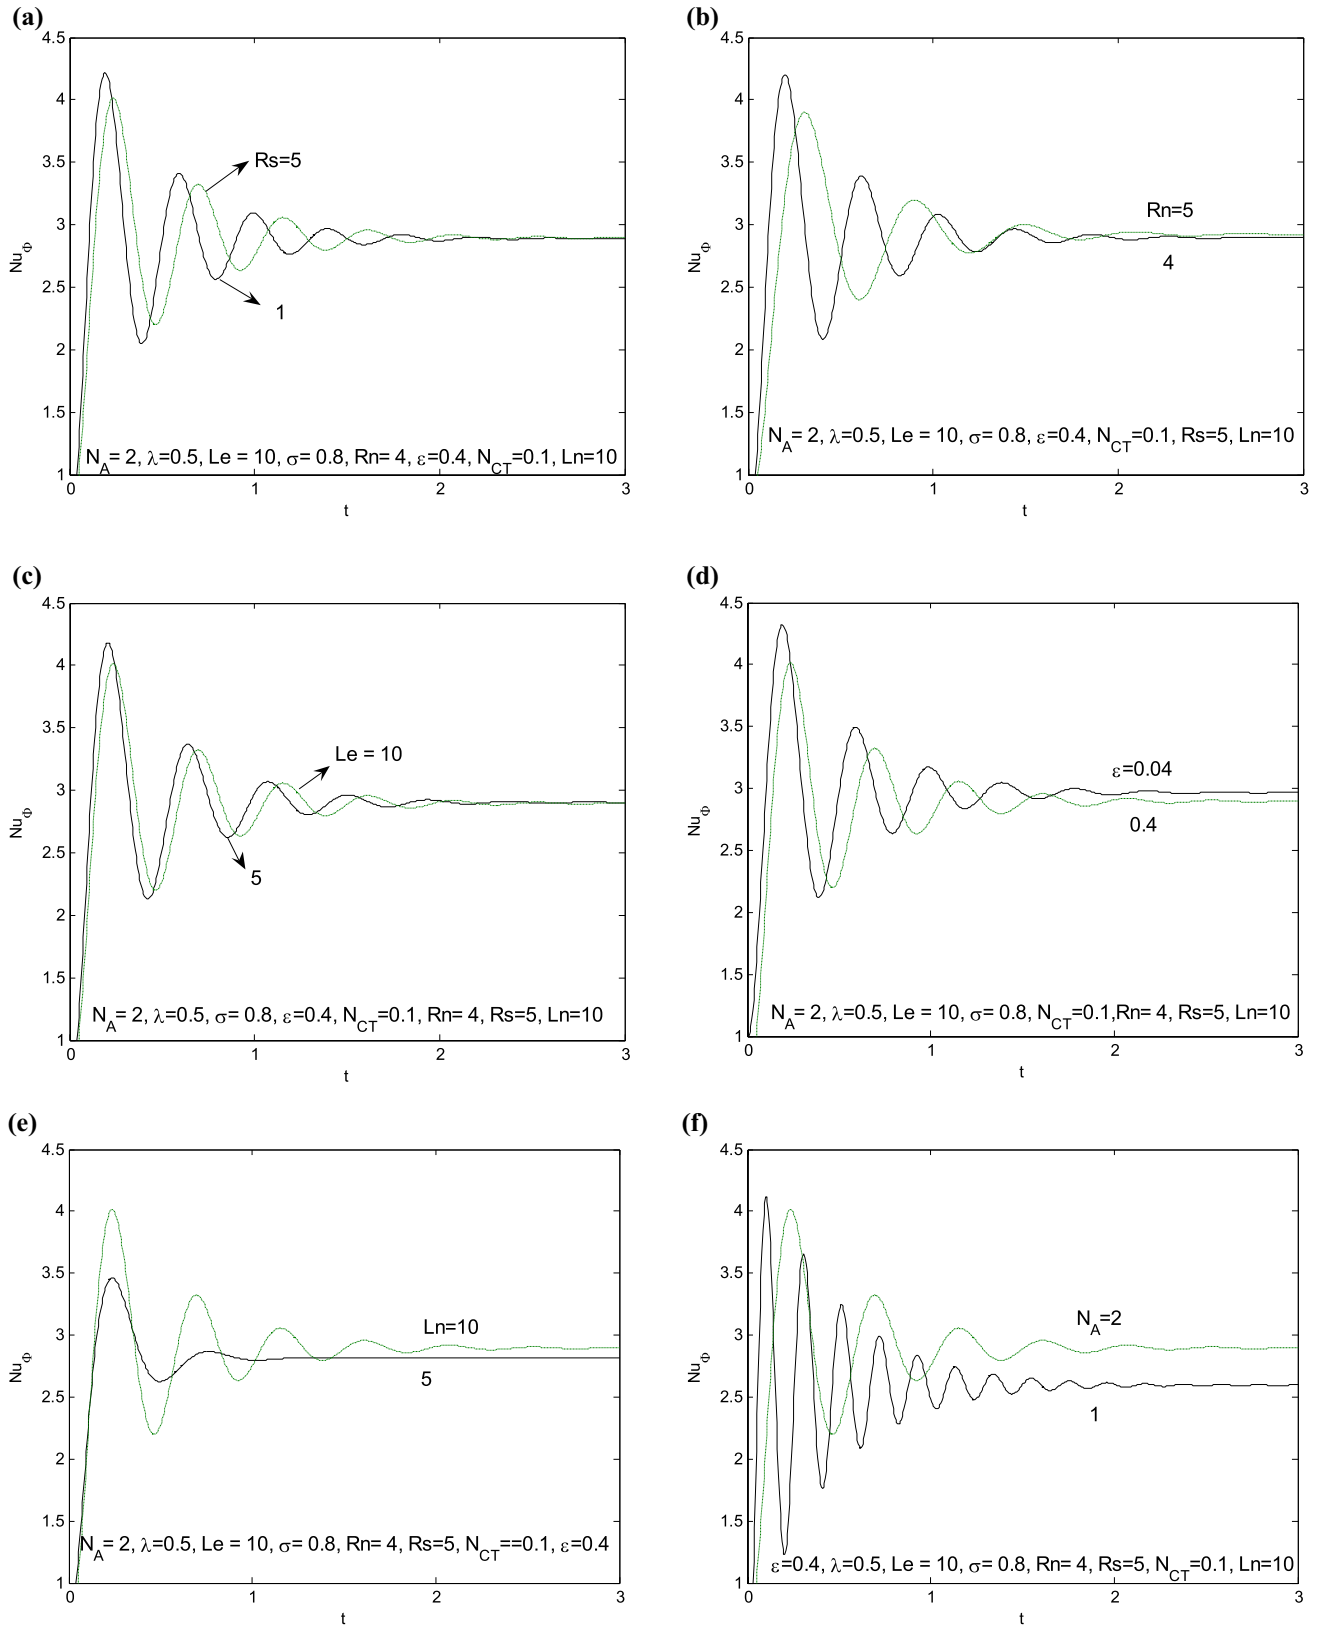 (a)
4.5
4
3.5
3
2.5
2
1.5
1
Nu_Φ
Rs=5
1
N_A= 2, λ=0.5, Le = 10, σ= 0.8, Rn= 4, ε=0.4, N_CT=0.1, Ln=10
0 1 2 3
t
(b)
4.5
4
3.5
3
2.5
2
1.5
1
Nu_Φ
Rn=5
4
N_A= 2, λ=0.5, Le = 10, σ= 0.8, ε=0.4, N_CT=0.1, Rs=5, Ln=10
0 1 2 3
t
(c)
4.5
4
3.5
3
2.5
2
1.5
1
Nu_Φ
Le = 10
5
N_A= 2, λ=0.5, σ= 0.8, ε=0.4, N_CT=0.1, Rn= 4, Rs=5, Ln=10
0 1 2 3
t
(d)
4.5
4
3.5
3
2.5
2
1.5
1
Nu_Φ
ε=0.04
0.4
N_A= 2, λ=0.5, Le = 10, σ= 0.8, N_CT=0.1,Rn= 4, Rs=5, Ln=10
0 1 2 3
t
(e)
4.5
4
3.5
3
2.5
2
1.5
1
Nu_Φ
Ln=10
5
N_A= 2, λ=0.5, Le = 10, σ= 0.8, Rn= 4, Rs=5, N_CT==0.1, ε=0.4
0 1 2 3
t
(f)
4.5
4
3.5
3
2.5
2
1.5
1
Nu_Φ
N_A=2
1
ε=0.4, λ=0.5, Le = 10, σ= 0.8, Rn= 4, Rs=5, N_CT=0.1, Ln=10
0 1 2 3
t